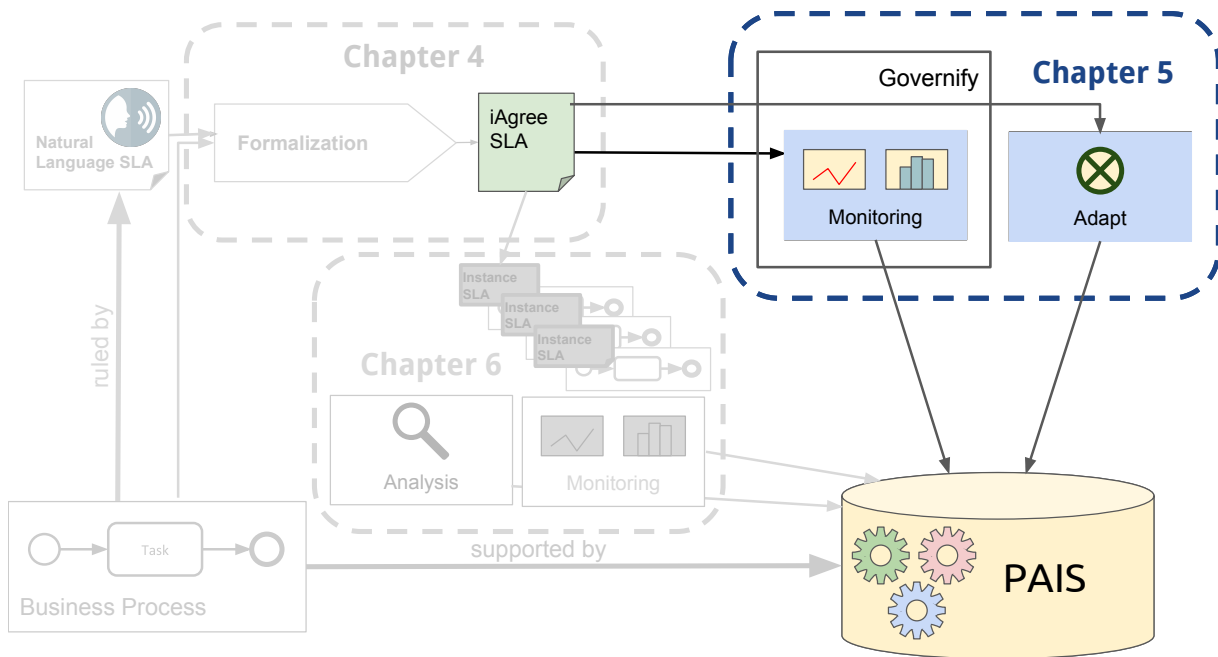 Chapter 4
Natural
Language SLA
Formalization
iAgree
SLA
Governify
Chapter 5
Monitoring
Adapt
ruled by
Instance
SLA
Instance
SLA
Instance
SLA
Chapter 6
Analysis
Monitoring
Task
Business Process
supported by
PAIS